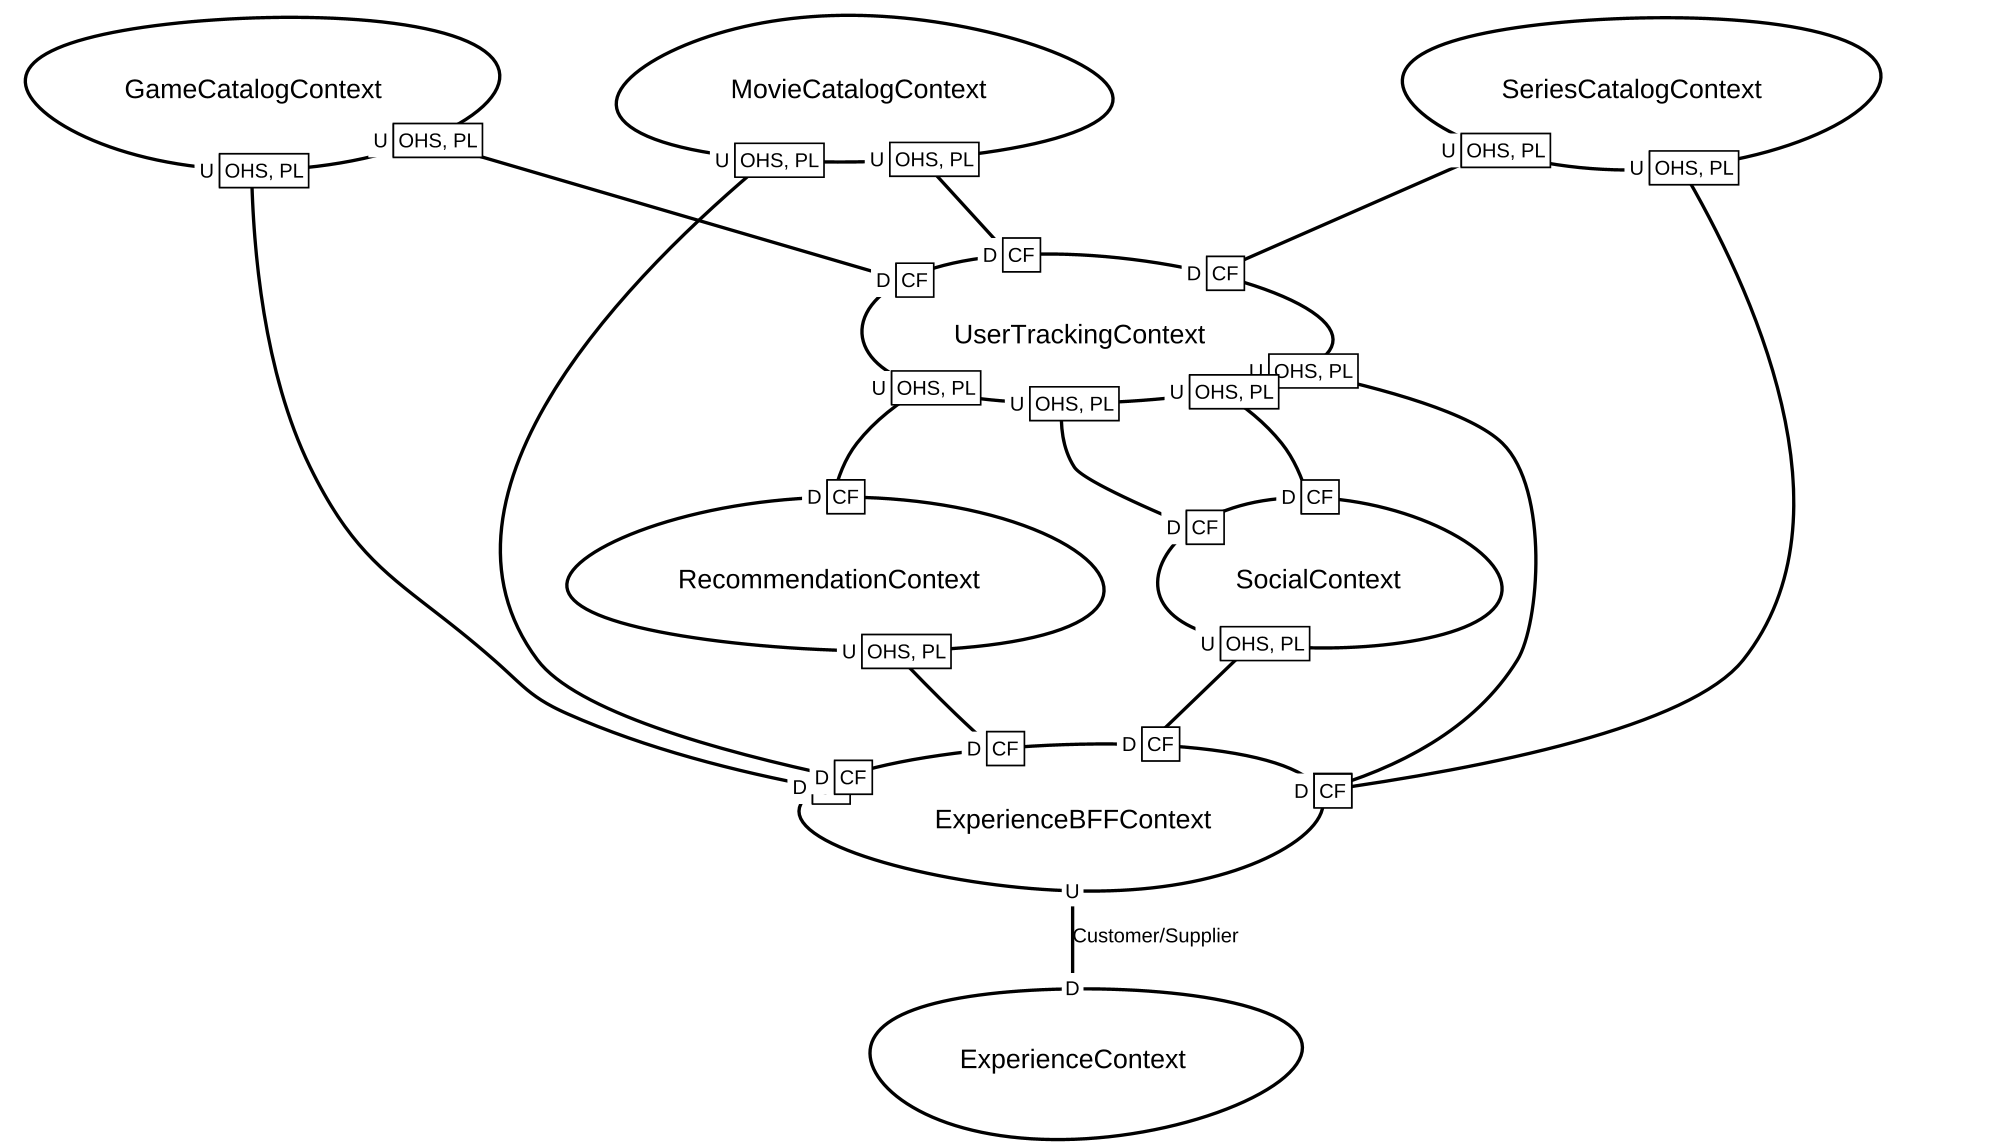 GameCatalogContext
MovieCatalogContext
SeriesCatalogContext
U OHS, PL
U OHS, PL
U OHS, PL
U OHS, PL
U OHS, PL
U OHS, PL
D CF
D CF
D CF
UserTrackingContext
U OHS, PL
U OHS, PL
U OHS, PL
U OHS, PL
D CF
D CF
D CF
RecommendationContext
SocialContext
U OHS, PL
U OHS, PL
D CF
D CF
D CF
D
D CF
ExperienceBFFContext
U
Customer/Supplier
D
ExperienceContext